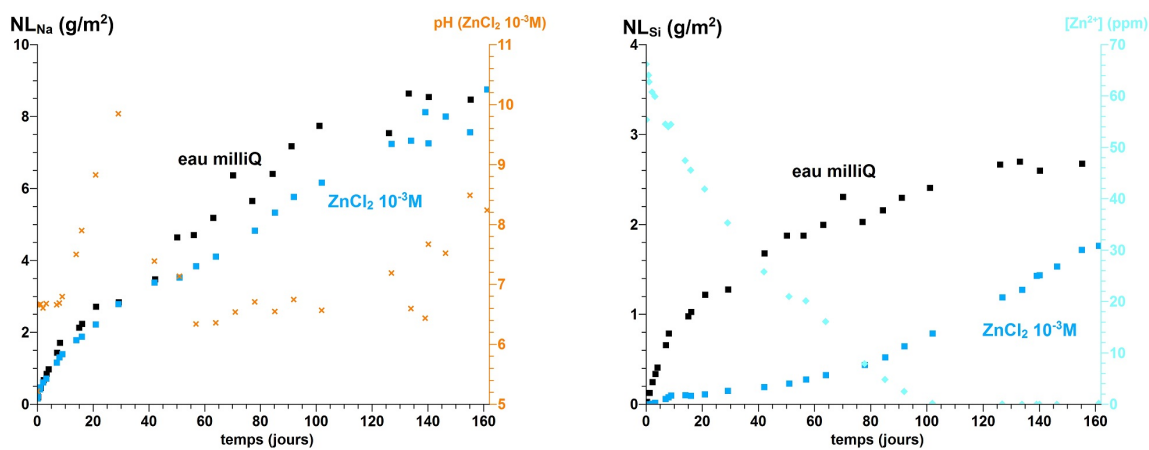 NL_Na (g/m²) pH (ZnCl₂ 10⁻³M)
10 11
8 10
9
6 8
4 7
2 6
0 5
eau milliQ
ZnCl₂ 10⁻³M
0 20 40 60 80 100 120 140 160
temps (jours)
NL_Si (g/m²) [Zn²⁺] (ppm)
4 70
60
3 50
40
2
30
1 20
10
0 0
eau milliQ
ZnCl₂ 10⁻³M
0 20 40 60 80 100 120 140 160
temps (jours)